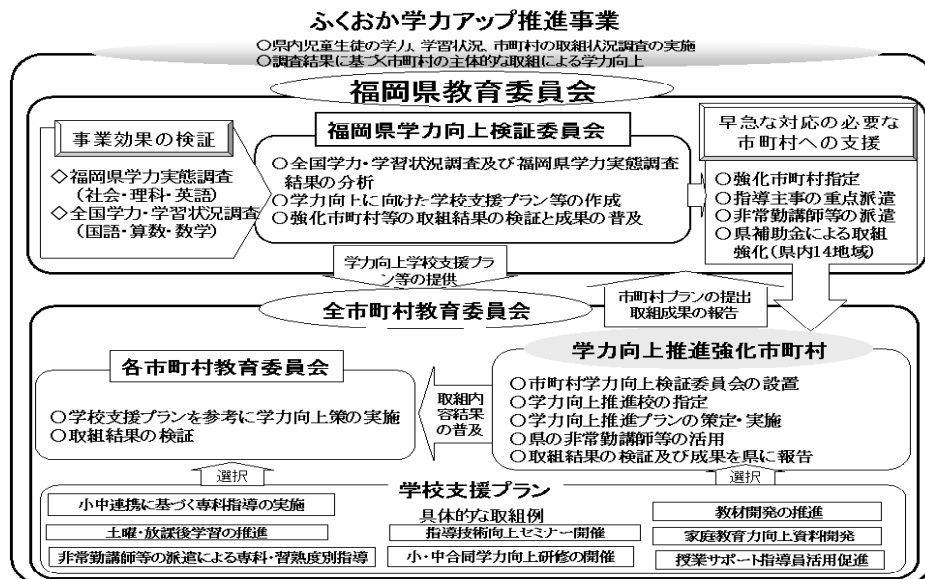 ふくおか学力アップ推進事業
○県内児童生徒の学力、学習状況、市町村の取組状況調査の実施
○調査結果に基づく市町村の主体的な取組による学力向上
福岡県教育委員会
事業効果の検証
◇福岡県学力実態調査
(社会・理科・英語)
◇全国学力・学習状況調査
(国語・算数・数学)
福岡県学力向上検証委員会
○全国学力・学習状況調査及び福岡県学力実態調査
結果の分析
○学力向上に向けた学校支援プラン等の作成
○強化市町村等の取組結果の検証と成果の普及
早急な対応の必要な
市町村への支援
○強化市町村指定
○指導主事の重点派遣
○非常勤講師等の派遣
○県補助金による取組
強化(県内14地域)
学力向上学校支援プラ
ン等の提供
市町村プランの提出
取組成果の報告
全市町村教育委員会
各市町村教育委員会
○学校支援プランを参考に学力向上策の実施
○取組結果の検証
取組内
容結果
の普及
学力向上推進強化市町村
○市町村学力向上検証委員会の設置
○学力向上推進校の指定
○学力向上推進プランの策定・実施
○県の非常勤講師等の活用
○取組結果の検証及び成果を県に報告
選択
選択
学校支援プラン
具体的な取組例
小中連携に基づく専科指導の実施
土曜・放課後学習の推進
非常勤講師等の派遣による専科・習熟度別指導
指導技術向上セミナー開催
小・中合同学力向上研修の開催
教材開発の推進
家庭教育力向上資料開発
授業サポート指導員活用促進